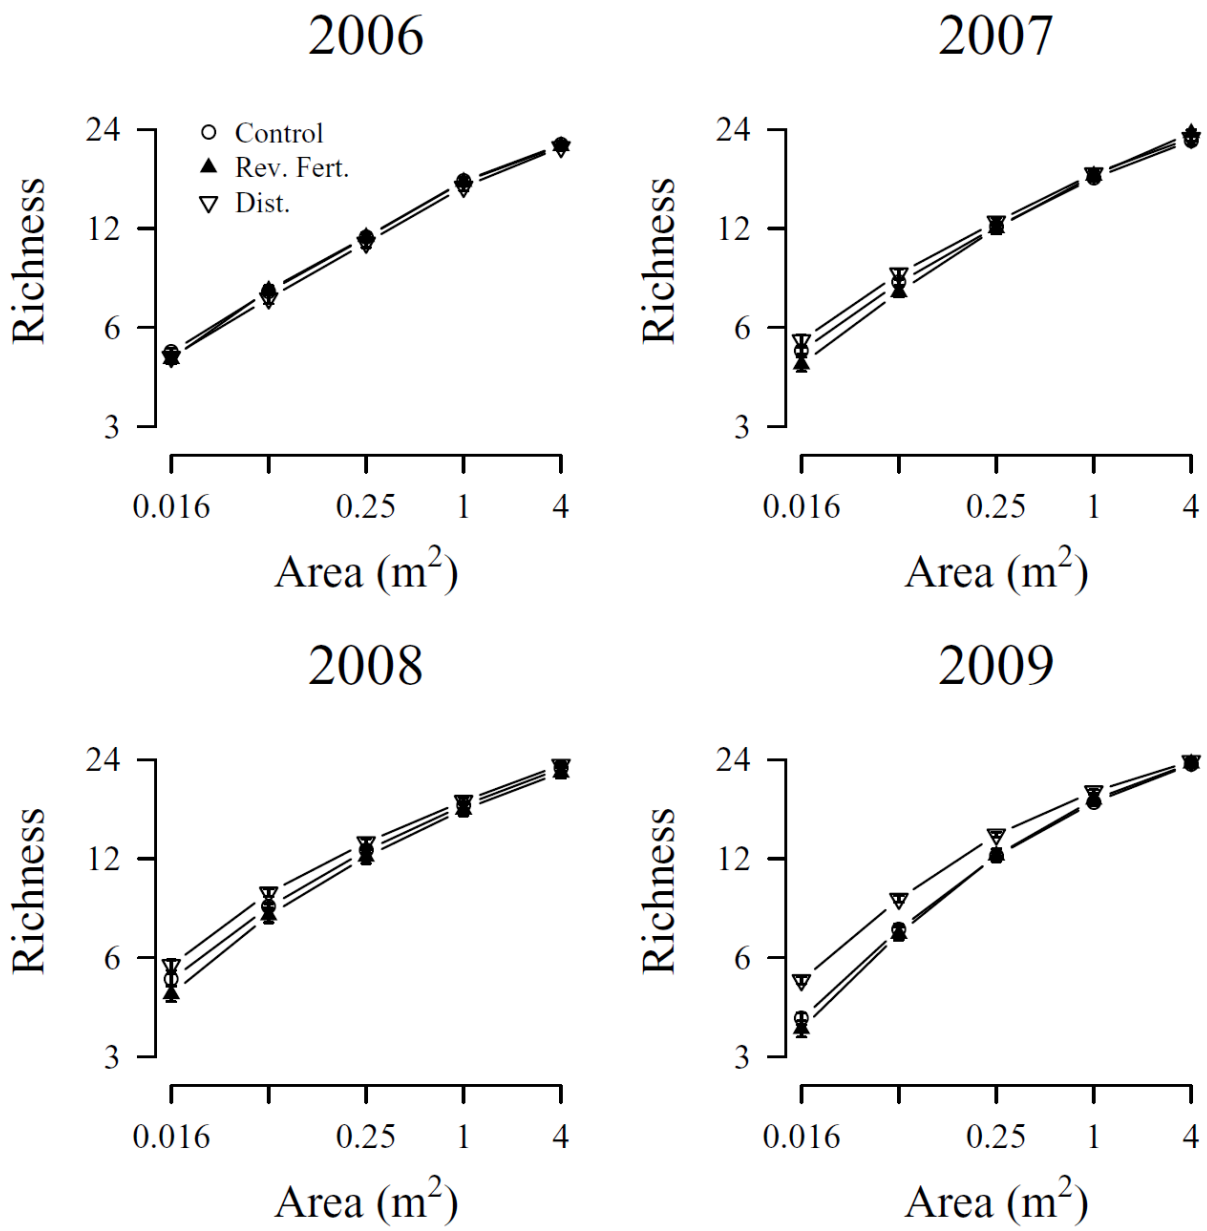 2006
Richness
24
12
6
3
Control
Rev. Fert.
Dist.
0.016 0.25 1 4
Area (m²)
2007
Richness
24
12
6
3
0.016 0.25 1 4
Area (m²)
2008
Richness
24
12
6
3
0.016 0.25 1 4
Area (m²)
2009
Richness
24
12
6
3
0.016 0.25 1 4
Area (m²)